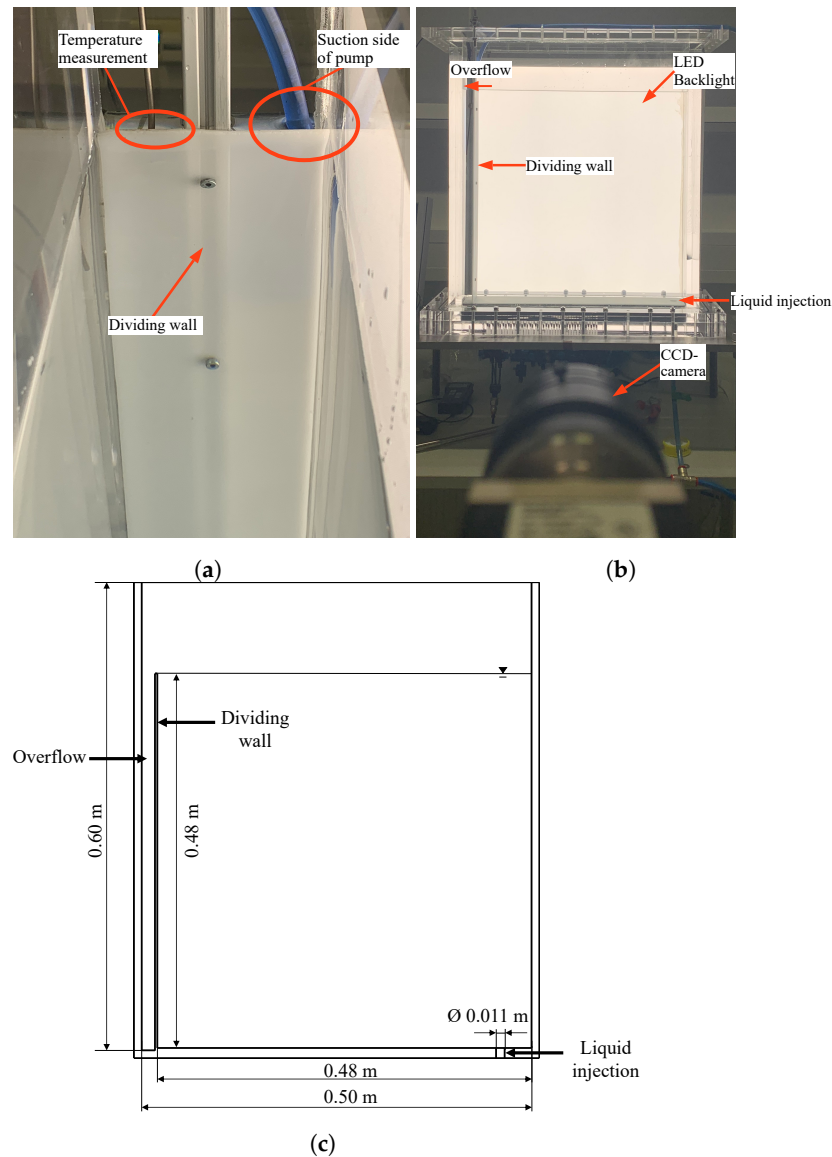 Temperature
measurement
Suction side
of pump
Dividing wall
(a)
Overflow
LED
Backlight
Dividing wall
Liquid injection
CCD-
camera
(b)
Dividing
wall
Overflow
0.60 m
0.48 m
Ø 0.011 m
Liquid
injection
0.48 m
0.50 m
(c)